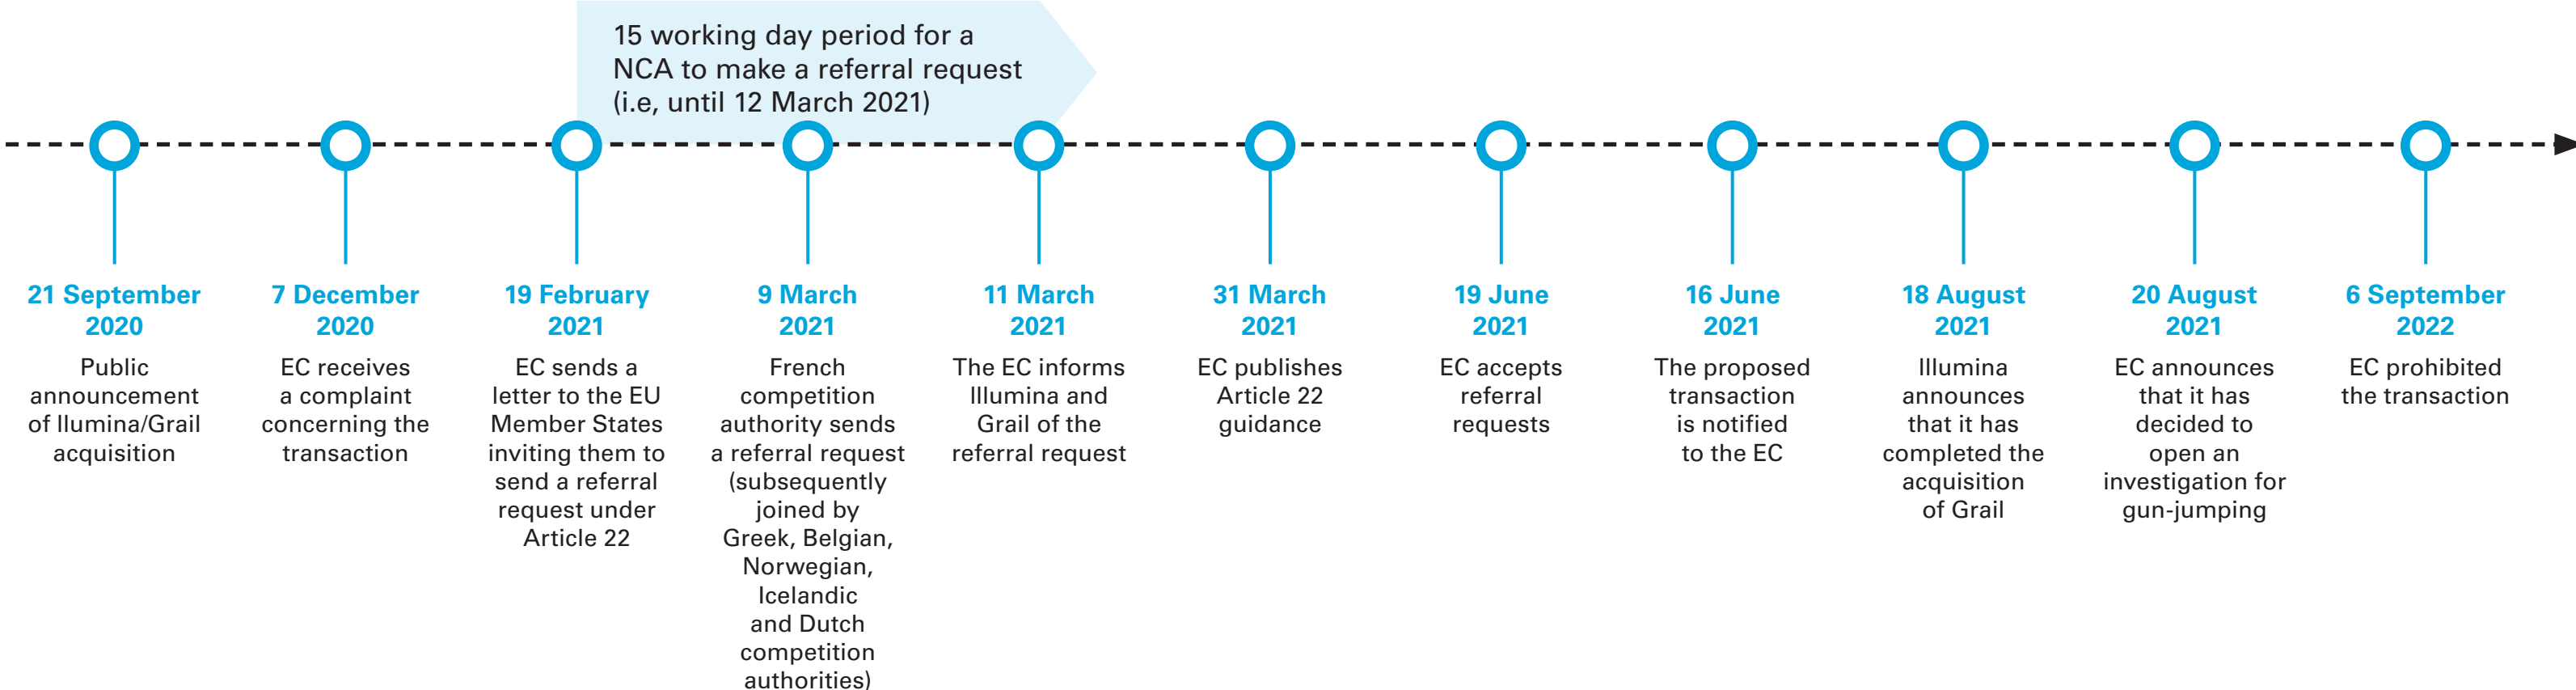 15 working day period for a
NCA to make a referral request
(i.e, until 12 March 2021)
21 September
2020
Public
announcement
of Ilumina/Grail
acquisition
7 December
2020
EC receives
a complaint
concerning the
transaction
19 February
2021
EC sends a
letter to the EU
Member States
inviting them to
send a referral
request under
Article 22
9 March
2021
French
competition
authority sends
a referral request
(subsequently
joined by
Greek, Belgian,
Norwegian,
Icelandic
and Dutch
competition
authorities)
11 March
2021
The EC informs
Illumina and
Grail of the
referral request
31 March
2021
EC publishes
Article 22
guidance
19 June
2021
EC accepts
referral
requests
16 June
2021
The proposed
transaction
is notified
to the EC
18 August
2021
Illumina
announces
that it has
completed the
acquisition
of Grail
20 August
2021
EC announces
that it has
decided to
open an
investigation for
gun-jumping
6 September
2022
EC prohibited
the transaction